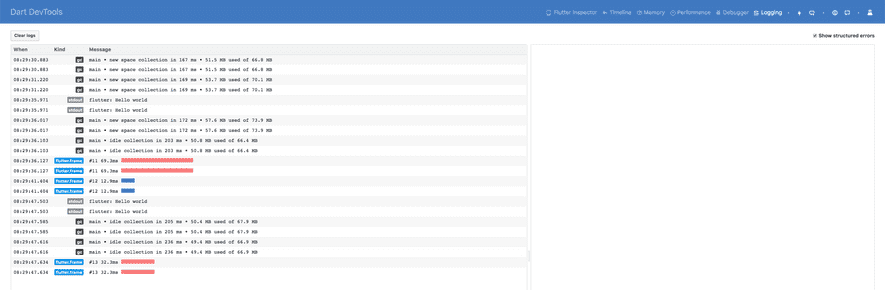 Dart DevTools
Flutter Inspector Timeline Memory Performance Debugger Logging
Clear logs
Show structured errors
When Kind Message
08:29:30.883 gc main • new space collection in 167 ms • 51.5 MB used of 66.8 MB
08:29:30.883 gc main • new space collection in 167 ms • 51.5 MB used of 66.8 MB
08:29:31.220 gc main • new space collection in 169 ms • 53.7 MB used of 70.1 MB
08:29:31.220 gc main • new space collection in 169 ms • 53.7 MB used of 70.1 MB
08:29:35.971 stdout flutter: Hello world
08:29:35.971 stdout flutter: Hello world
08:29:36.017 gc main • new space collection in 172 ms • 57.6 MB used of 73.9 MB
08:29:36.017 gc main • new space collection in 172 ms • 57.6 MB used of 73.9 MB
08:29:36.103 gc main • idle collection in 203 ms • 50.8 MB used of 66.4 MB
08:29:36.103 gc main • idle collection in 203 ms • 50.8 MB used of 66.4 MB
08:29:36.127 flutter.frame #11 69.3ms
08:29:36.127 flutter.frame #11 69.3ms
08:29:41.404 flutter.frame #12 12.9ms
08:29:41.404 flutter.frame #12 12.9ms
08:29:47.503 stdout flutter: Hello world
08:29:47.503 stdout flutter: Hello world
08:29:47.585 gc main • idle collection in 205 ms • 50.4 MB used of 67.9 MB
08:29:47.585 gc main • idle collection in 205 ms • 50.4 MB used of 67.9 MB
08:29:47.616 gc main • idle collection in 236 ms • 49.4 MB used of 66.9 MB
08:29:47.616 gc main • idle collection in 236 ms • 49.4 MB used of 66.9 MB
08:29:47.634 flutter.frame #13 32.3ms
08:29:47.634 flutter.frame #13 32.3ms